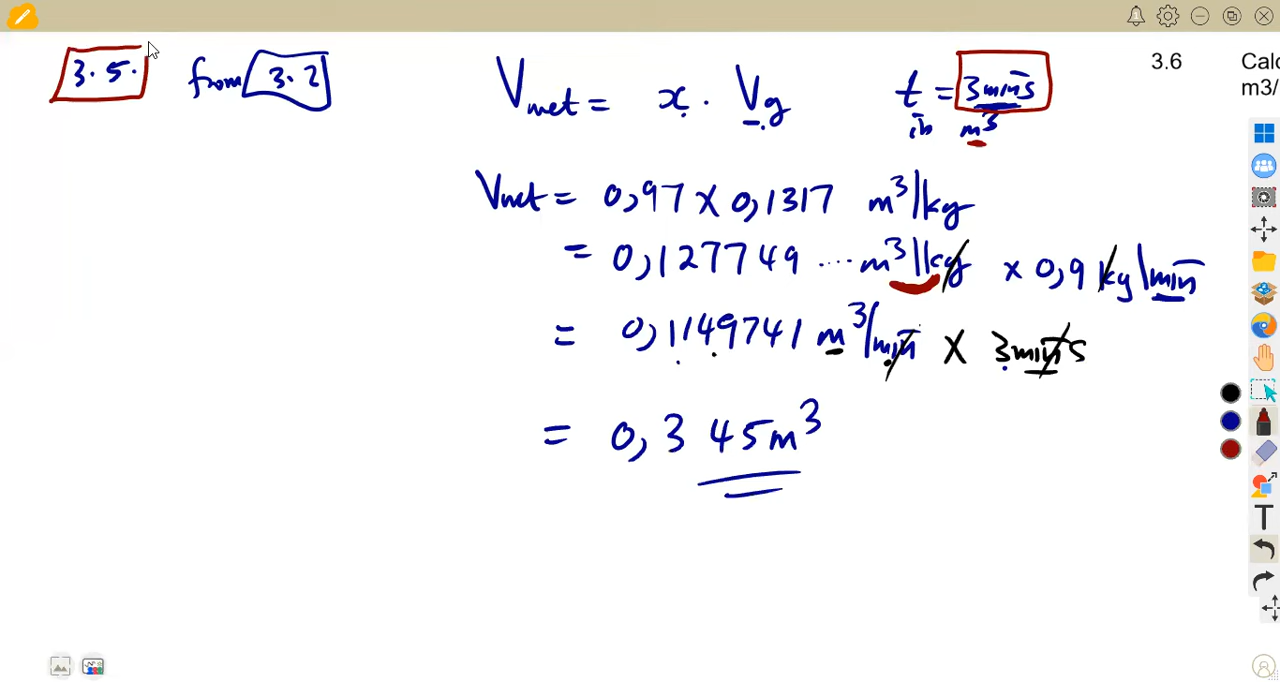 3.5. from 3.2
V_wet = x . Vg t = 3mins
in m³
Vwet = 0,97 × 0,1317 m³/kg
= 0,127749 ... m³/kg × 0,9 kg/min
= 0,1149741 m³/min × 3mins
= 0,345m³
3.6 Calc
m3/
T